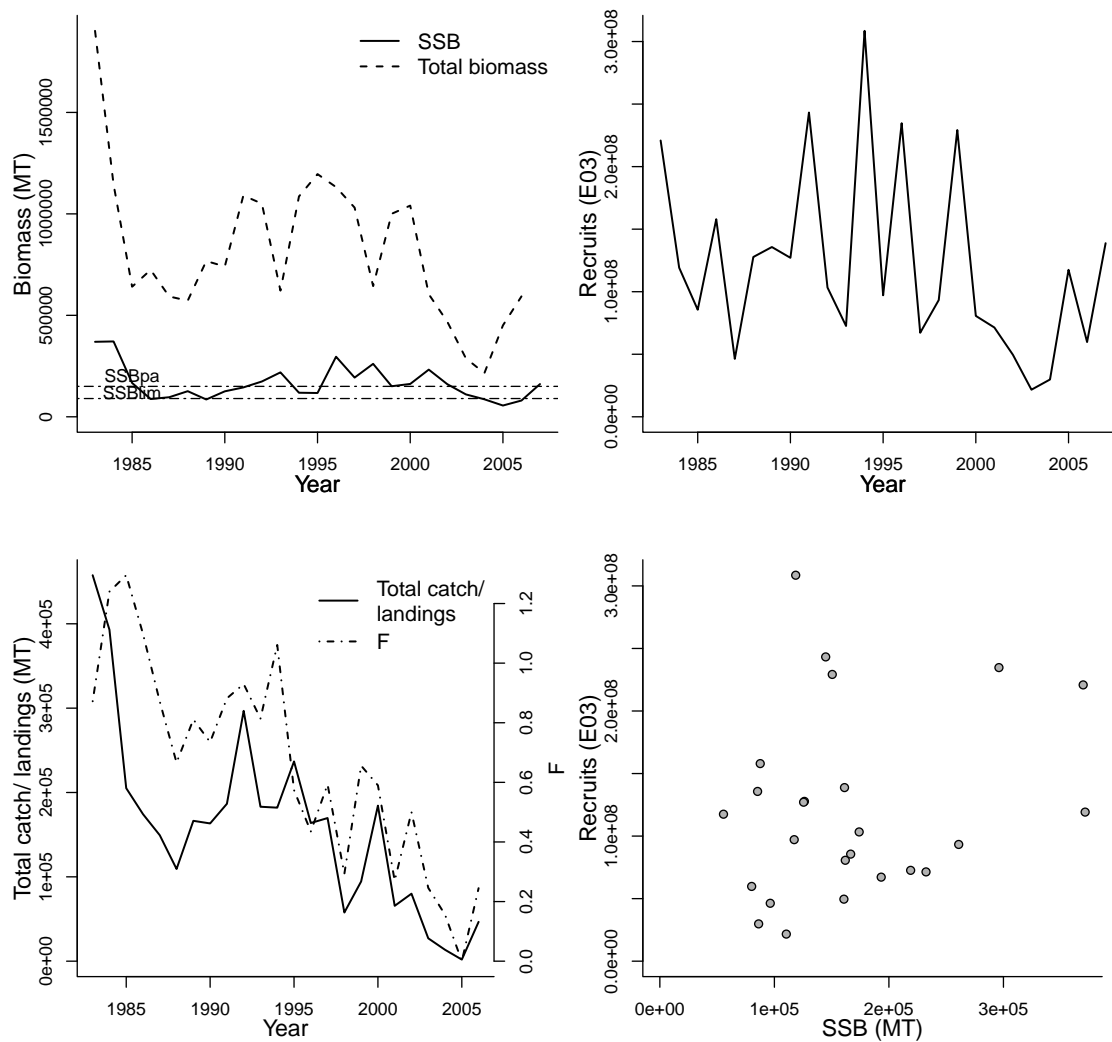 SSB
Total biomass
Biomass (MT)
0
500000
1000000
1500000
SSBpa
SSBlim
1985
1990
1995
2000
2005
Year
Recruits (E03)
0.0e+00
1.0e+08
2.0e+08
3.0e+08
1985
1990
1995
2000
2005
Year
Total catch/
landings
F
Total catch/ landings (MT)
0e+00
1e+05
2e+05
3e+05
4e+05
0.0
0.2
0.4
0.6
0.8
1.0
1.2
F
1985
1990
1995
2000
2005
Year
Recruits (E03)
0.0e+00
1.0e+08
2.0e+08
3.0e+08
0e+00
1e+05
2e+05
3e+05
SSB (MT)